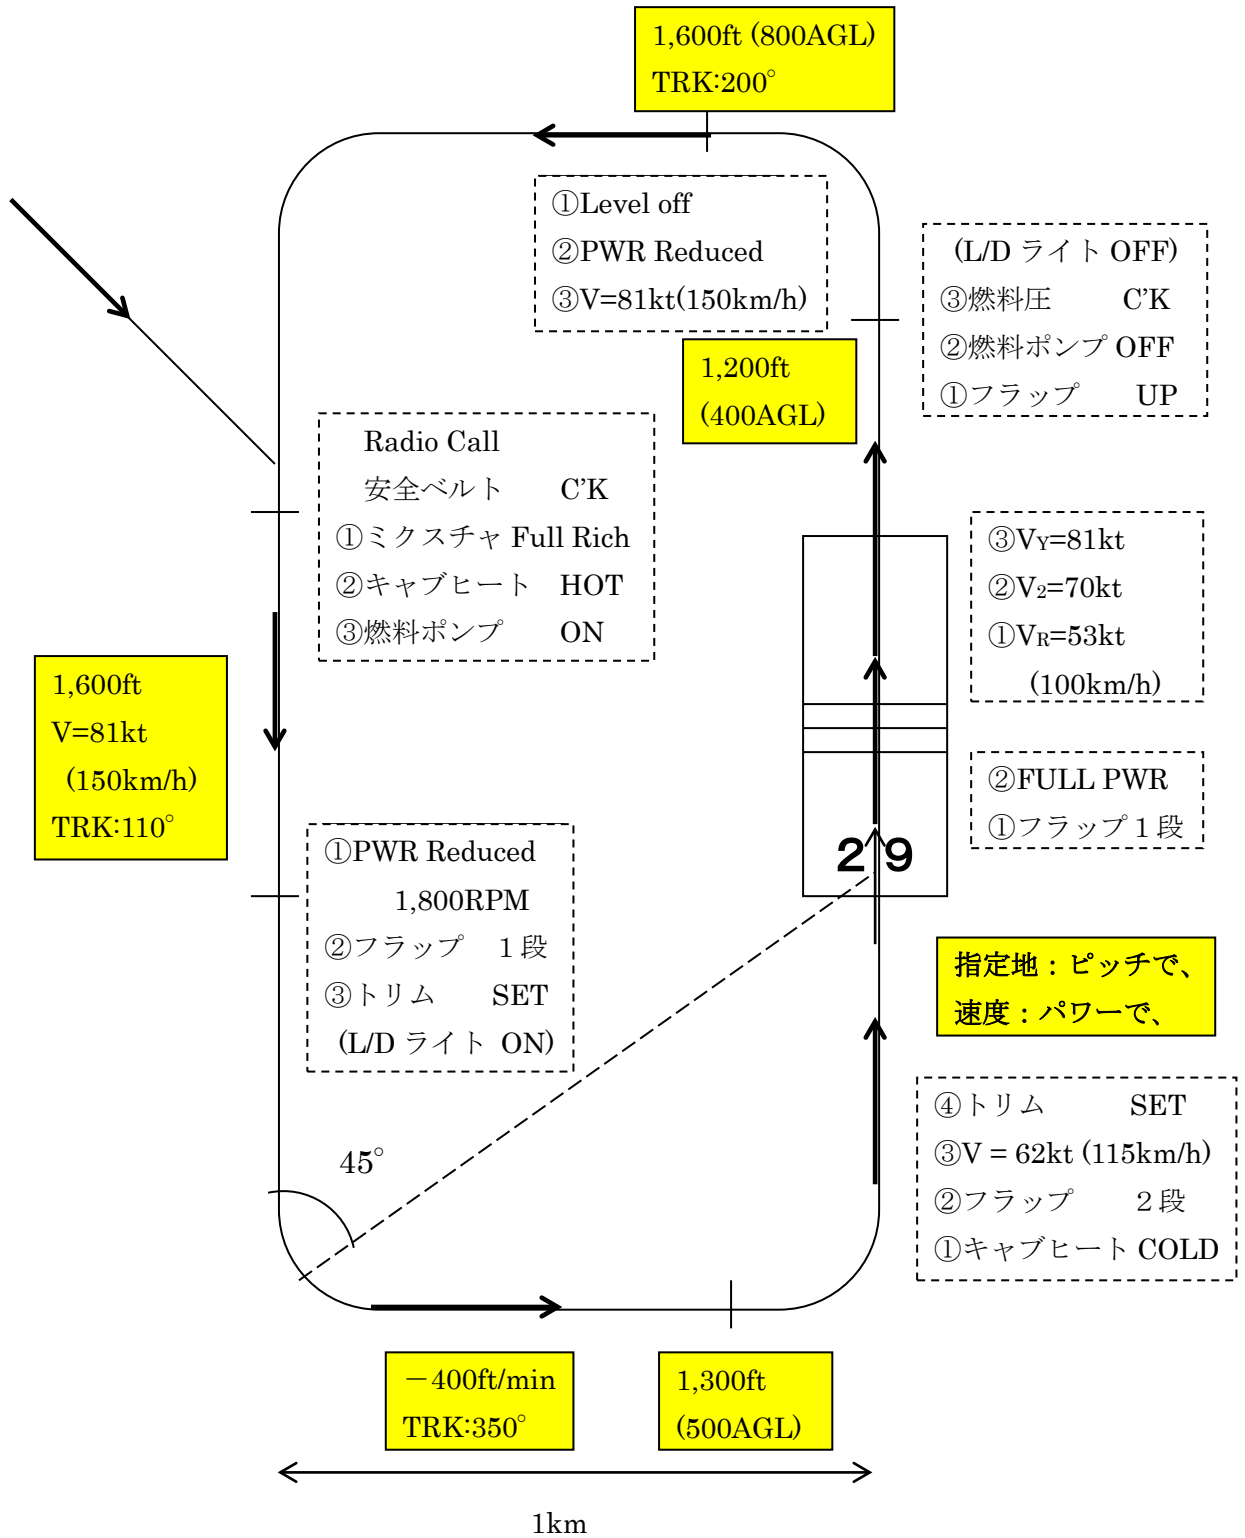 1,600ft (800AGL)
TRK:200°
①Level off
②PWR Reduced
③V=81kt(150km/h)
(L/D ライト OFF)
③燃料圧 C'K
②燃料ポンプ OFF
①フラップ UP
1,200ft
(400AGL)
Radio Call
安全ベルト C'K
①ミクスチャ Full Rich
②キャブヒート HOT
③燃料ポンプ ON
③VY=81kt
②V2=70kt
①VR=53kt
(100km/h)
1,600ft
V=81kt
(150km/h)
TRK:110°
②FULL PWR
①フラップ１段
29
①PWR Reduced
1,800RPM
②フラップ １段
③トリム SET
(L/D ライト ON)
指定地：ピッチで、
速度：パワーで、
④トリム SET
③V = 62kt (115km/h)
②フラップ ２段
①キャブヒート COLD
45°
－400ft/min
TRK:350°
1,300ft
(500AGL)
1km